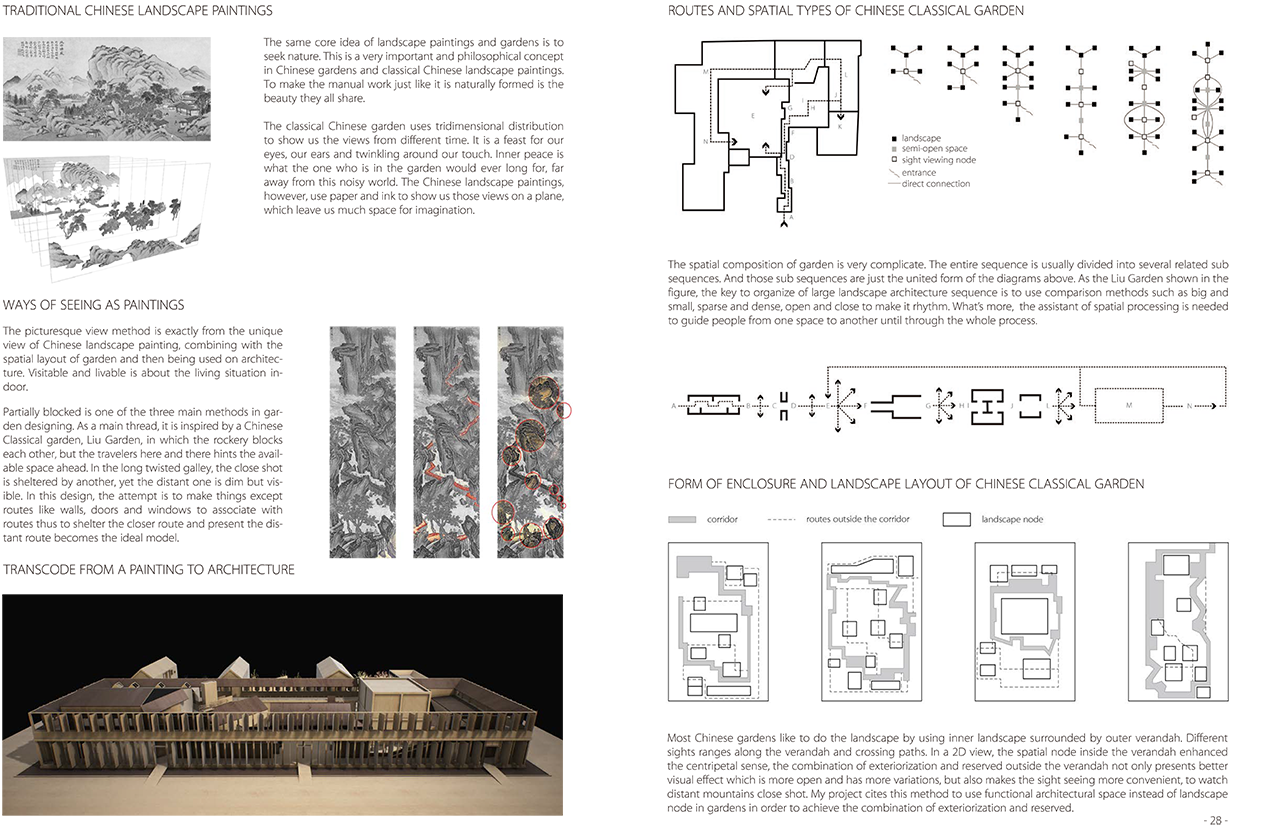 TRADITIONAL CHINESE LANDSCAPE PAINTINGS
The same core idea of landscape paintings and gardens is to
seek nature. This is a very important and philosophical concept
in Chinese gardens and classical Chinese landscape paintings.
To make the manual work just like it is naturally formed is the
beauty they all share.
The classical Chinese garden uses tridimensional distribution
to show us the views from different time. It is a feast for our
eyes, our ears and twinkling around our touch. Inner peace is
what the one who is in the garden would ever long for, far
away from this noisy world. The Chinese landscape paintings,
however, use paper and ink to show us those views on a plane,
which leave us much space for imagination.
WAYS OF SEEING AS PAINTINGS
The picturesque view method is exactly from the unique
view of Chinese landscape painting, combining with the
spatial layout of garden and then being used on architec-
ture. Visitable and livable is about the living situation in-
door.
Partially blocked is one of the three main methods in gar-
den designing. As a main thread, it is inspired by a Chinese
Classical garden, Liu Garden, in which the rockery blocks
each other, but the travelers here and there hints the avail-
able space ahead. In the long twisted galley, the close shot
is sheltered by another, yet the distant one is dim but vis-
ible. In this design, the attempt is to make things except
routes like walls, doors and windows to associate with
routes thus to shelter the closer route and present the dis-
tant route becomes the ideal model.
TRANSCODE FROM A PAINTING TO ARCHITECTURE
ROUTES AND SPATIAL TYPES OF CHINESE CLASSICAL GARDEN
M
L
E
G
I
H
J
K
N
D
B
A
landscape
semi-open space
sight viewing node
entrance
direct connection
The spatial composition of garden is very complicate. The entire sequence is usually divided into several related sub
sequences. And those sub sequences are just the united form of the diagrams above. As the Liu Garden shown in the
figure, the key to organize of large landscape architecture sequence is to use comparison methods such as big and
small, sparse and dense, open and close to make it rhythm. What's more, the assistant of spatial processing is needed
to guide people from one space to another until through the whole process.
A B C D E F G H I J L M N
FORM OF ENCLOSURE AND LANDSCAPE LAYOUT OF CHINESE CLASSICAL GARDEN
corridor routes outside the corridor landscape node
Most Chinese gardens like to do the landscape by using inner landscape surrounded by outer verandah. Different
sights ranges along the verandah and crossing paths. In a 2D view, the spatial node inside the verandah enhanced
the centripetal sense, the combination of exteriorization and reserved outside the verandah not only presents better
visual effect which is more open and has more variations, but also makes the sight seeing more convenient, to watch
distant mountains close shot. My project cites this method to use functional architectural space instead of landscape
node in gardens in order to achieve the combination of exteriorization and reserved.
- 28 -